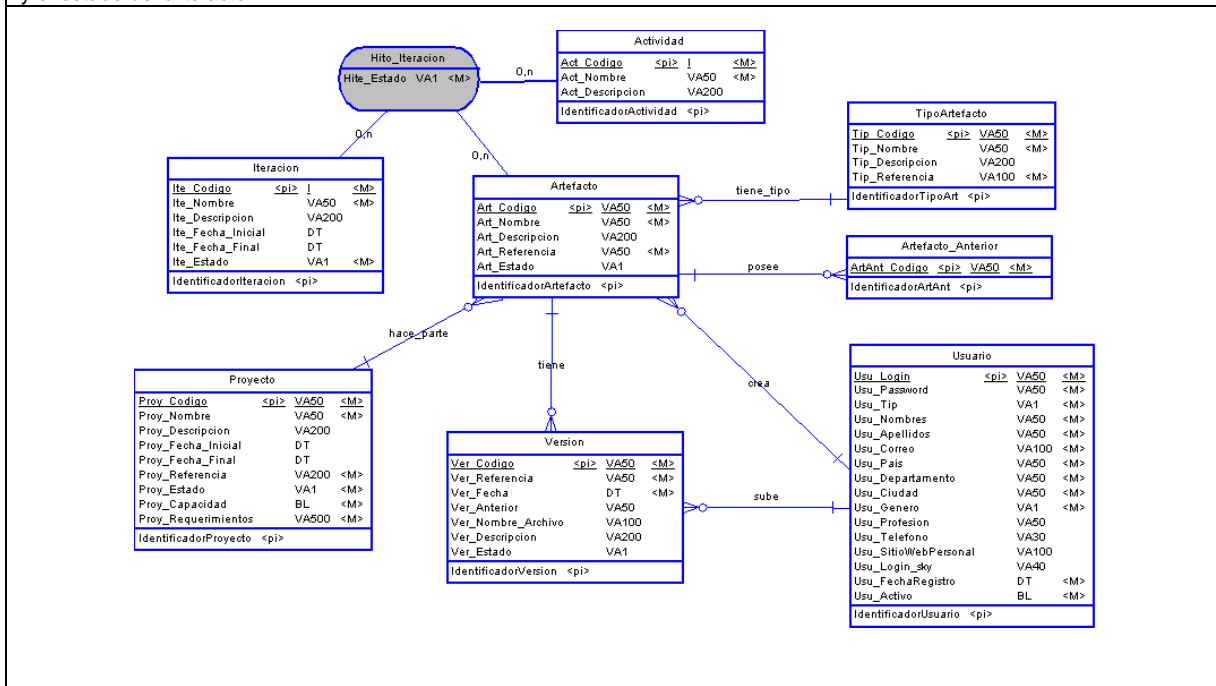 Hito_Iteracion
Hite_Estado VA1 <M>
0,n
0,n
0,n
Actividad
Act_Codigo <pi> I <M>
Act_Nombre VA50 <M>
Act_Descripcion VA200
IdentificadorActividad <pi>
TipoArtefacto
Tip_Codigo <pi> VA50 <M>
Tip_Nombre VA50 <M>
Tip_Descripcion VA200
Tip_Referencia VA100 <M>
IdentificadorTipoArt <pi>
Iteracion
Ite_Codigo <pi> I <M>
Ite_Nombre VA50 <M>
Ite_Descripcion VA200
Ite_Fecha_Inicial DT
Ite_Fecha_Final DT
Ite_Estado VA1 <M>
IdentificadorIteracion <pi>
Artefacto
Art_Codigo <pi> VA50 <M>
Art_Nombre VA50 <M>
Art_Descripcion VA200
Art_Referencia VA50 <M>
Art_Estado VA1
IdentificadorArtefacto <pi>
tiene_tipo
Artefacto_Anterior
ArtAnt_Codigo <pi> VA50 <M>
IdentificadorArtAnt <pi>
posee
hace_parte
tiene
crea
Proyecto
Proy_Codigo <pi> VA50 <M>
Proy_Nombre VA50 <M>
Proy_Descripcion VA200
Proy_Fecha_Inicial DT
Proy_Fecha_Final DT
Proy_Referencia VA200 <M>
Proy_Estado VA1 <M>
Proy_Capacidad BL <M>
Proy_Requerimientos VA500 <M>
IdentificadorProyecto <pi>
Version
Ver_Codigo <pi> VA50 <M>
Ver_Referencia VA50 <M>
Ver_Fecha DT <M>
Ver_Anterior VA50
Ver_Nombre_Archivo VA100
Ver_Descripcion VA200
Ver_Estado VA1
IdentificadorVersion <pi>
sube
Usuario
Usu_Login <pi> VA50 <M>
Usu_Password VA50 <M>
Usu_Tip VA1 <M>
Usu_Nombres VA50 <M>
Usu_Apellidos VA50 <M>
Usu_Correo VA100 <M>
Usu_Pais VA50 <M>
Usu_Departamento VA50 <M>
Usu_Ciudad VA50 <M>
Usu_Genero VA1 <M>
Usu_Profesion VA50
Usu_Telefono VA30
Usu_SitioWebPersonal VA100
Usu_Login_sky VA40
Usu_FechaRegistro DT <M>
Usu_Activo BL <M>
IdentificadorUsuario <pi>